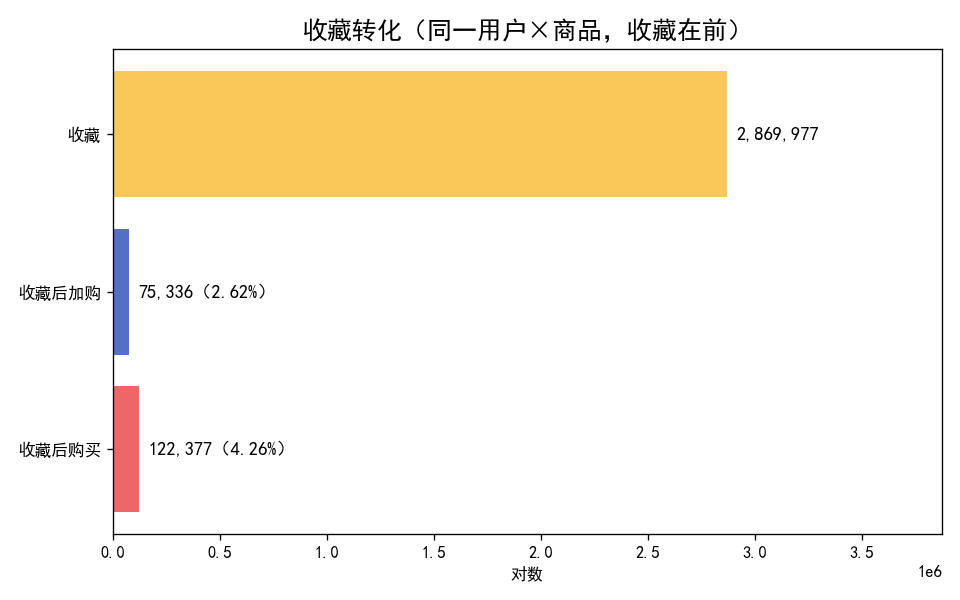 收藏转化（同一用户×商品，收藏在前）
收藏
2,869,977
收藏后加购
75,336（2.62%）
收藏后购买
122,377（4.26%）
0.0 0.5 1.0 1.5 2.0 2.5 3.0 3.5
1e6
对数